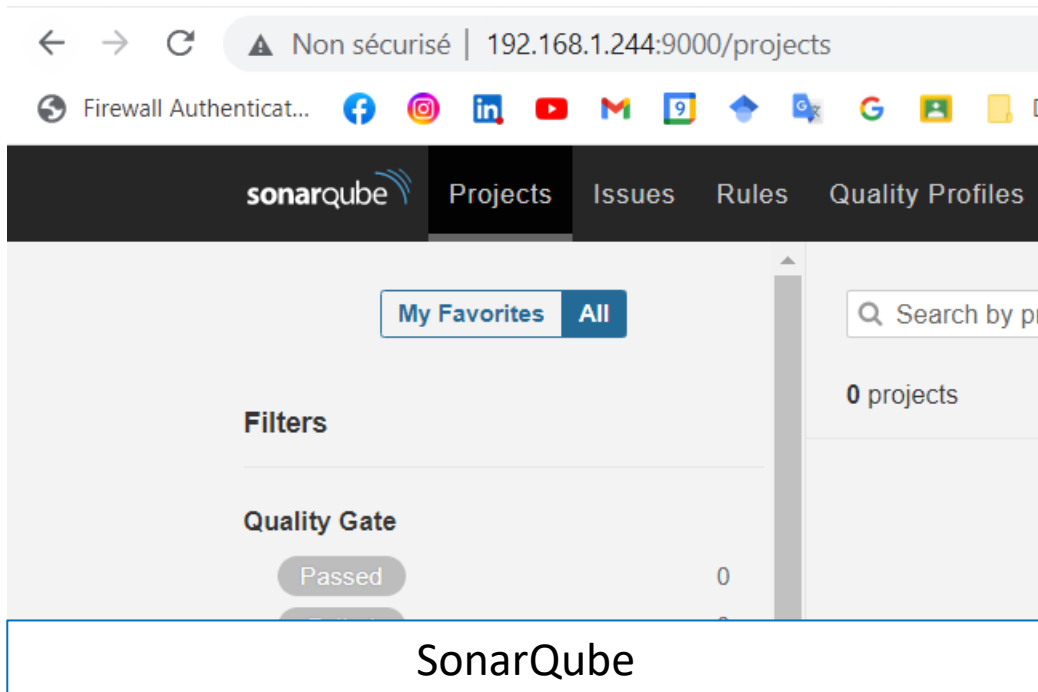 Non sécurisé | 192.168.1.244:9000/projects
Firewall Authenticat...
sonarqube Projects Issues Rules Quality Profiles
My Favorites All
Search by pr
0 projects
Filters
Quality Gate
Passed 0
SonarQube